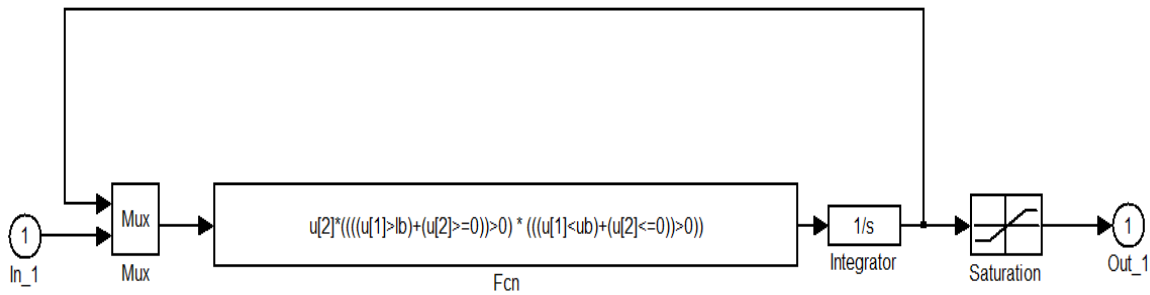 1
In_1
Mux
Mux
u[2]*((((u[1]>lb)+(u[2]>=0))>0) * (((u[1]<ub)+(u[2]<=0))>0))
Fcn
1/s
Integrator
Saturation
1
Out_1